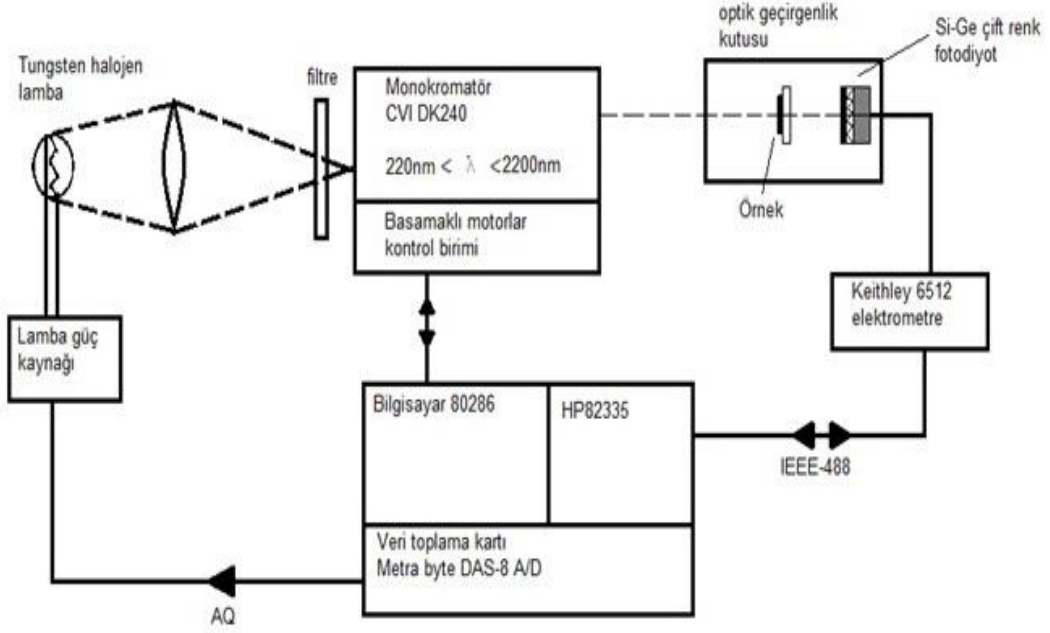 optik geçirgenlik
kutusu
Si-Ge çift renk
fotodiyot
Tungsten halojen
lamba
filtre
Monokromatör
CVI DK240
220nm < λ <2200nm
Örnek
Basamaklı motorlar
kontrol birimi
Keithley 6512
elektrometre
Lamba güç
kaynağı
Bilgisayar 80286
HP82335
IEEE-488
Veri toplama kartı
Metra byte DAS-8 A/D
AQ